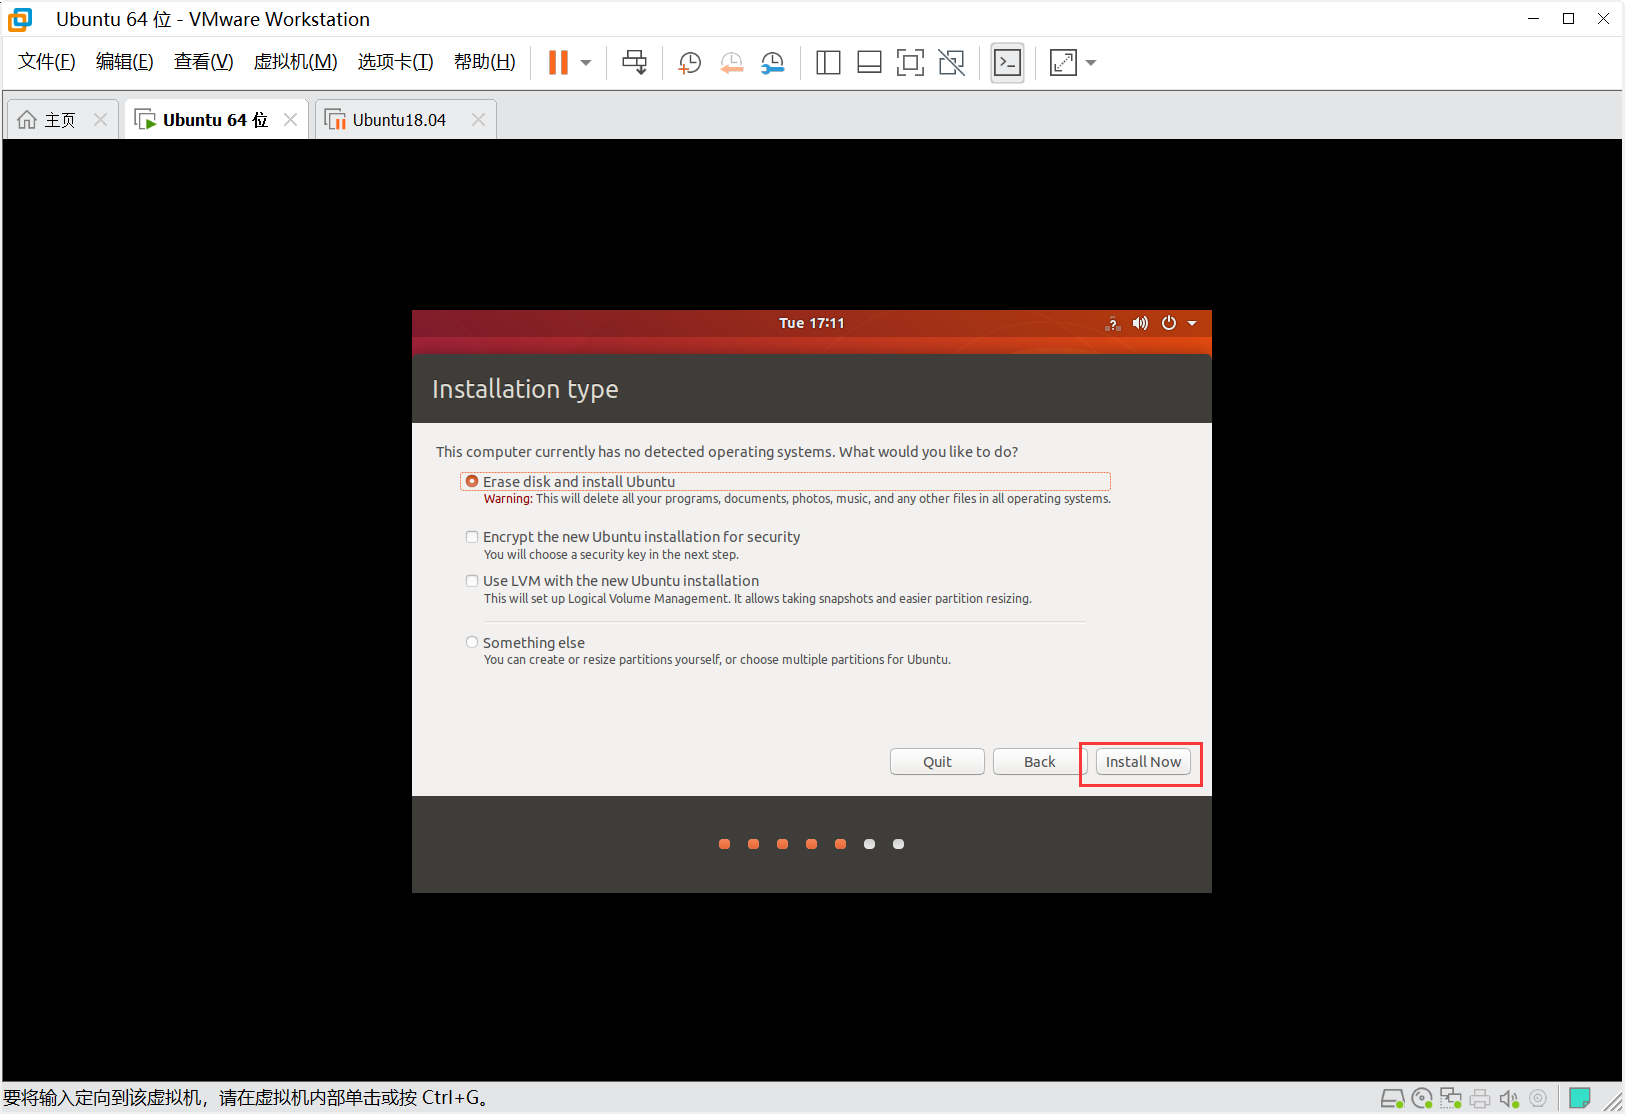 Ubuntu 64 位 - VMware Workstation
文件(F) 编辑(E) 查看(V) 虚拟机(M) 选项卡(T) 帮助(H)
主页 Ubuntu 64 位 Ubuntu18.04
Tue 17:11
Installation type
This computer currently has no detected operating systems. What would you like to do?
Erase disk and install Ubuntu
Warning: This will delete all your programs, documents, photos, music, and any other files in all operating systems.
Encrypt the new Ubuntu installation for security
You will choose a security key in the next step.
Use LVM with the new Ubuntu installation
This will set up Logical Volume Management. It allows taking snapshots and easier partition resizing.
Something else
You can create or resize partitions yourself, or choose multiple partitions for Ubuntu.
Quit Back Install Now
要将输入定向到该虚拟机，请在虚拟机内部单击或按 Ctrl+G。